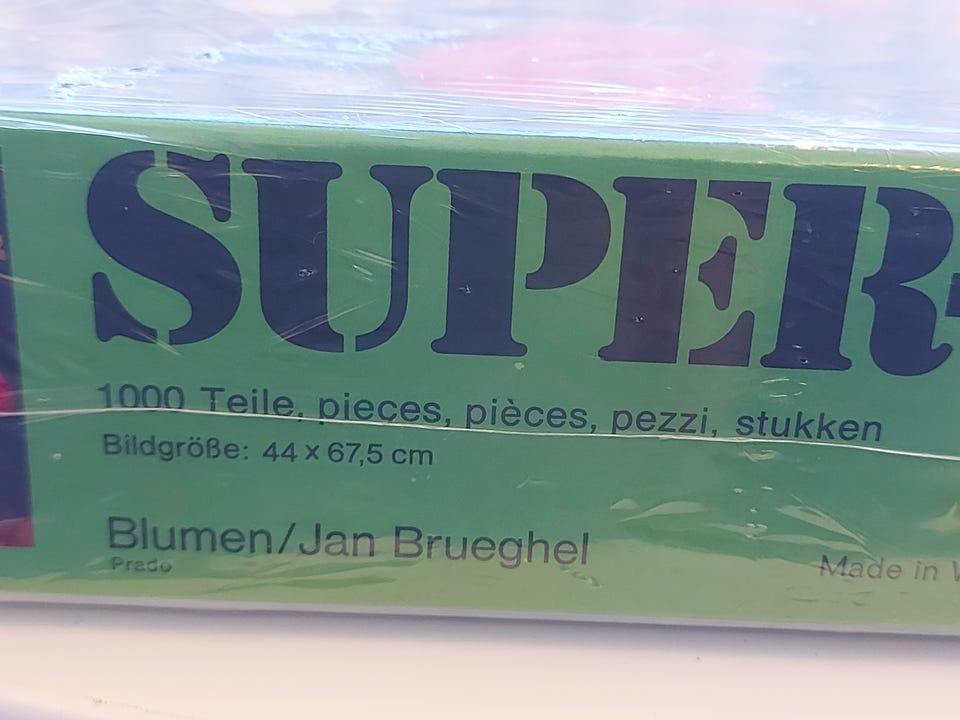 SUPER-
1000 Teile, pieces, pièces, pezzi, stukken
Bildgröße: 44 x 67,5 cm
Blumen/Jan Brueghel
Prado
Made in W